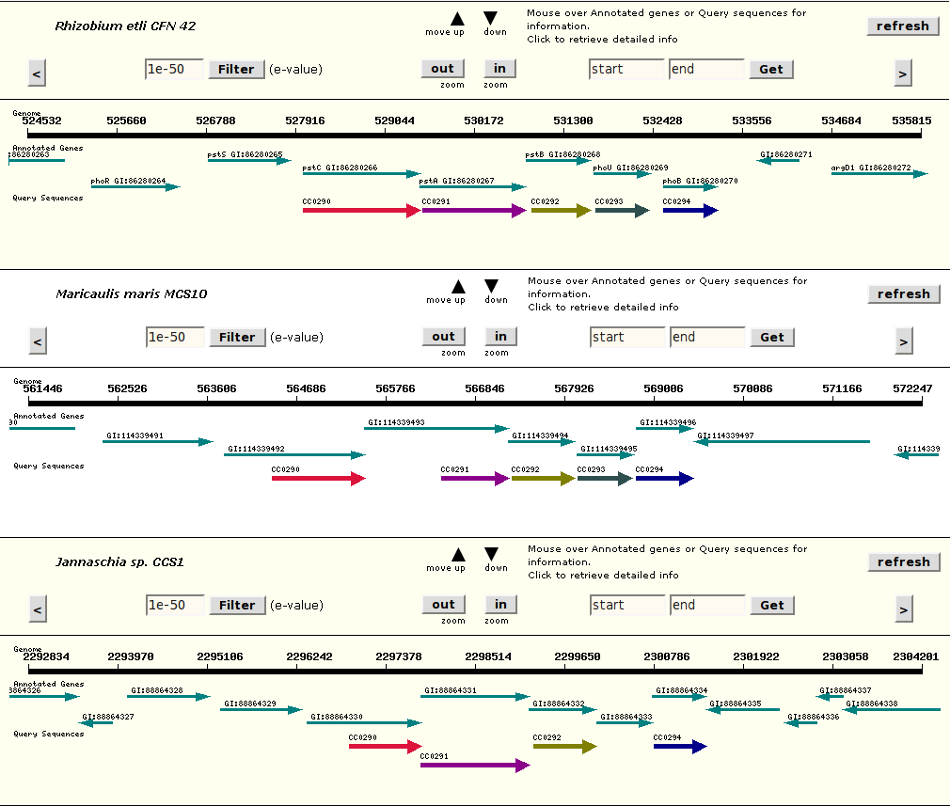 Rhizobium etli CFN 42
move up down
Mouse over Annotated genes or Query sequences for
information.
Click to retrieve detailed info
refresh
< 1e-50 Filter (e-value) out in start end Get >
zoom zoom
Genome
524532 525660 526788 527916 529044 530172 531300 532428 533556 534684 535815
Annotated Genes
:86280263 pstS GI:86280265 pstB GI:86280268 GI:86280271
pstC GI:86280266 phoU GI:86280269 argD1 GI:86280272
phoR GI:86280264 pstA GI:86280267 phoB GI:86280270
Query Sequences
CC0290 CC0291 CC0292 CC0293 CC0294
Maricaulis maris MCS10
move up down
Mouse over Annotated genes or Query sequences for
information.
Click to retrieve detailed info
refresh
< 1e-50 Filter (e-value) out in start end Get >
zoom zoom
Genome
561446 562526 563606 564686 565766 566846 567926 569006 570086 571166 572247
Annotated Genes
90 GI:114339493 GI:114339496
GI:114339491 GI:114339494 GI:114339497
GI:114339492 GI:114339495 GI:114339
Query Sequences
CC0290 CC0291 CC0292 CC0293 CC0294
Jannaschia sp. CCS1
move up down
Mouse over Annotated genes or Query sequences for
information.
Click to retrieve detailed info
refresh
< 1e-50 Filter (e-value) out in start end Get >
zoom zoom
Genome
2292834 2293970 2295106 2296242 2297378 2298514 2299650 2300786 2301922 2303058 2304201
Annotated Genes
8864326 GI:88864328 GI:88864331 GI:88864334 GI:88864337
GI:88864329 GI:88864332 GI:88864335 GI:88864338
GI:88864327 GI:88864330 GI:88864333 GI:88864336
Query Sequences
CC0290 CC0292 CC0294
CC0291